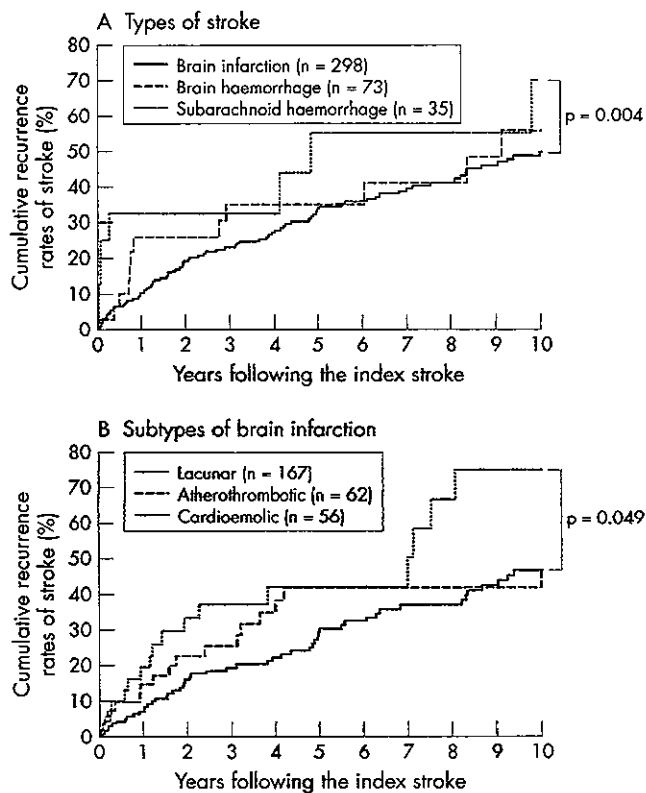 A Types of stroke
80
70
60
50
40
30
20
10
0
Cumulative recurrence
rates of stroke (%)
Brain infarction (n = 298)
Brain haemorrhage (n = 73)
Subarachnoid haemorrhage (n = 35)
p = 0.004
0 1 2 3 4 5 6 7 8 9 10
Years following the index stroke
B Subtypes of brain infarction
80
70
60
50
40
30
20
10
0
Cumulative recurrence
rates of stroke (%)
Lacunar (n = 167)
Atherothrombotic (n = 62)
Cardioemolic (n = 56)
p = 0.049
0 1 2 3 4 5 6 7 8 9 10
Years following the index stroke